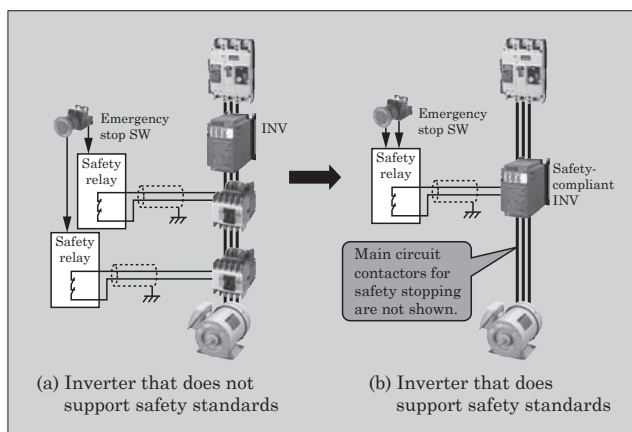 Emergency
stop SW
INV
Safety
relay
Safety
relay
(a) Inverter that does not
support safety standards
Emergency
stop SW
Safety
relay
Safety-
compliant
INV
Main circuit
contactors for
safety stopping
are not shown.
(b) Inverter that does
support safety standards